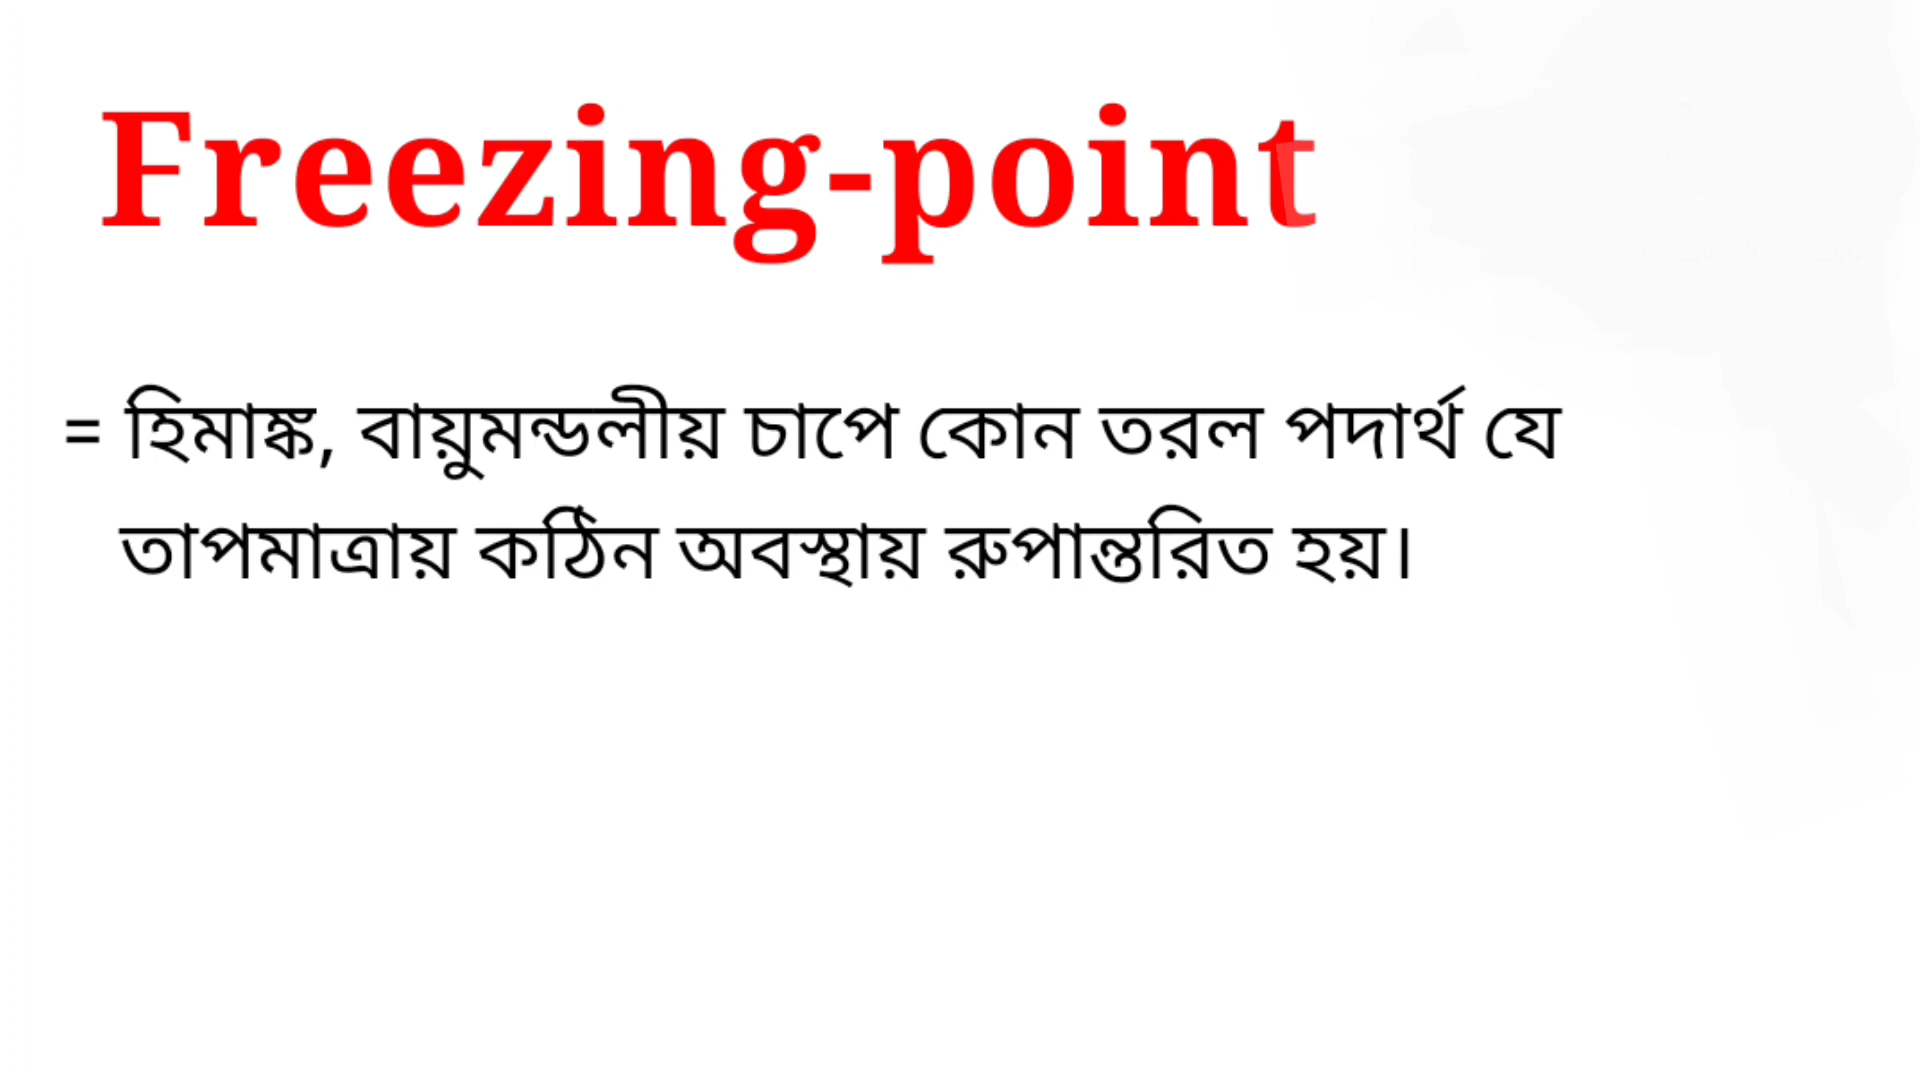 Freezing-point
= হিমাঙ্ক, বায়ুমন্ডলীয় চাপে কোন তরল পদার্থ যে
তাপমাত্রায় কঠিন অবস্থায় রুপান্তরিত হয়।